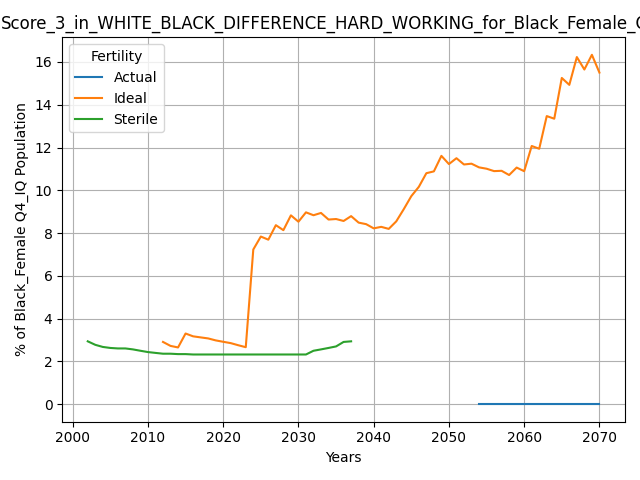 Score_3_in_WHITE_BLACK_DIFFERENCE_HARD_WORKING_for_Black_Female_
Fertility
Actual
Ideal
Sterile
% of Black_Female Q4_IQ Population
16
14
12
10
8
6
4
2
0
2000 2010 2020 2030 2040 2050 2060 2070
Years